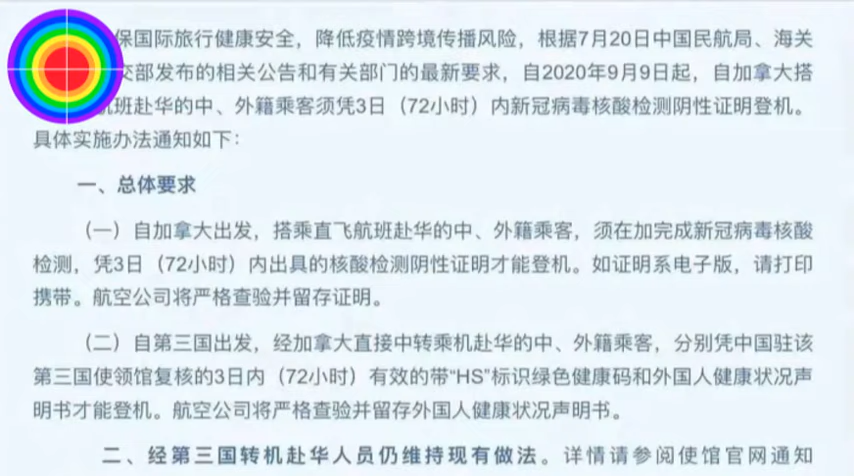 保国际旅行健康安全，降低疫情跨境传播风险，根据7月20日中国民航局、海关
交部发布的相关公告和有关部门的最新要求，自2020年9月9日起，自加拿大搭
航班赴华的中、外籍乘客须凭3日（72小时）内新冠病毒核酸检测阴性证明登机。
具体实施办法通知如下：
一、总体要求
（一）自加拿大出发，搭乘直飞航班赴华的中、外籍乘客，须在加完成新冠病毒核酸
检测，凭3日（72小时）内出具的核酸检测阴性证明才能登机。如证明系电子版，请打印
携带。航空公司将严格查验并留存证明。
（二）自第三国出发，经加拿大直接中转乘机赴华的中、外籍乘客，分别凭中国驻该
第三国使领馆复核的3日内（72小时）有效的带“HS”标识绿色健康码和外国人健康状况声
明书才能登机。航空公司将严格查验并留存外国人健康状况声明书。
二、经第三国转机赴华人员仍维持现有做法。详情请参阅使馆官网通知